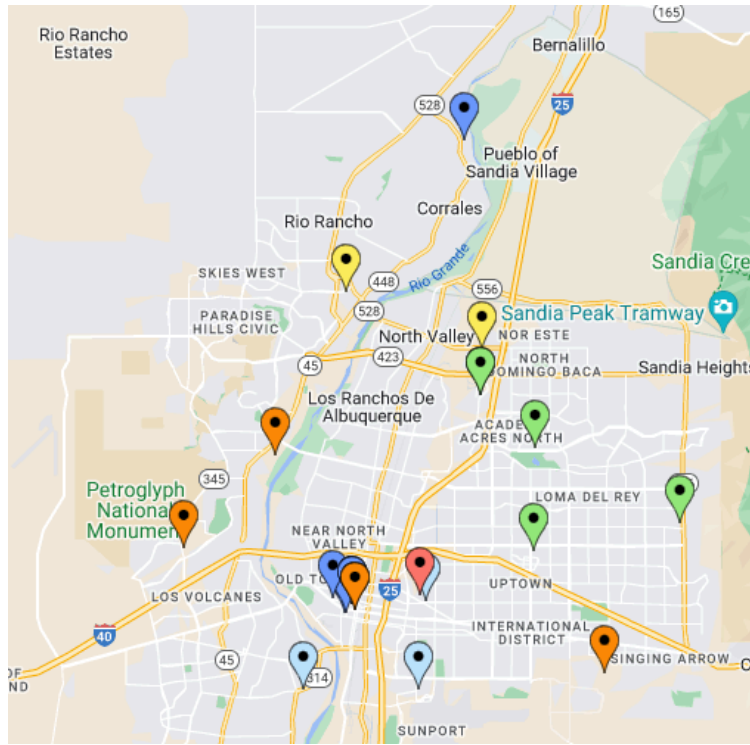 165
Rio Rancho
Estates
Bernalillo
528
25
Pueblo of
Sandia Village
Corrales
Rio Rancho
Rio Grande
Sandia Cre
SKIES WEST
448
556
528
Sandia Peak Tramway
PARADISE
HILLS CIVIC
North Valley
NOR ESTE
45
423
NORTH
DOMINGO BACA
Sandia Heights
Los Ranchos De
Albuquerque
ACADE
ACRES NORTH
345
Petroglyph
National
Monument
LOMA DEL REY
NEAR NORTH
VALLEY
OLD TO
25
UPTOWN
LOS VOLCANES
40
INTERNATIONAL
DISTRICT
45
314
SINGING ARROW
OF
ND
C
SUNPORT